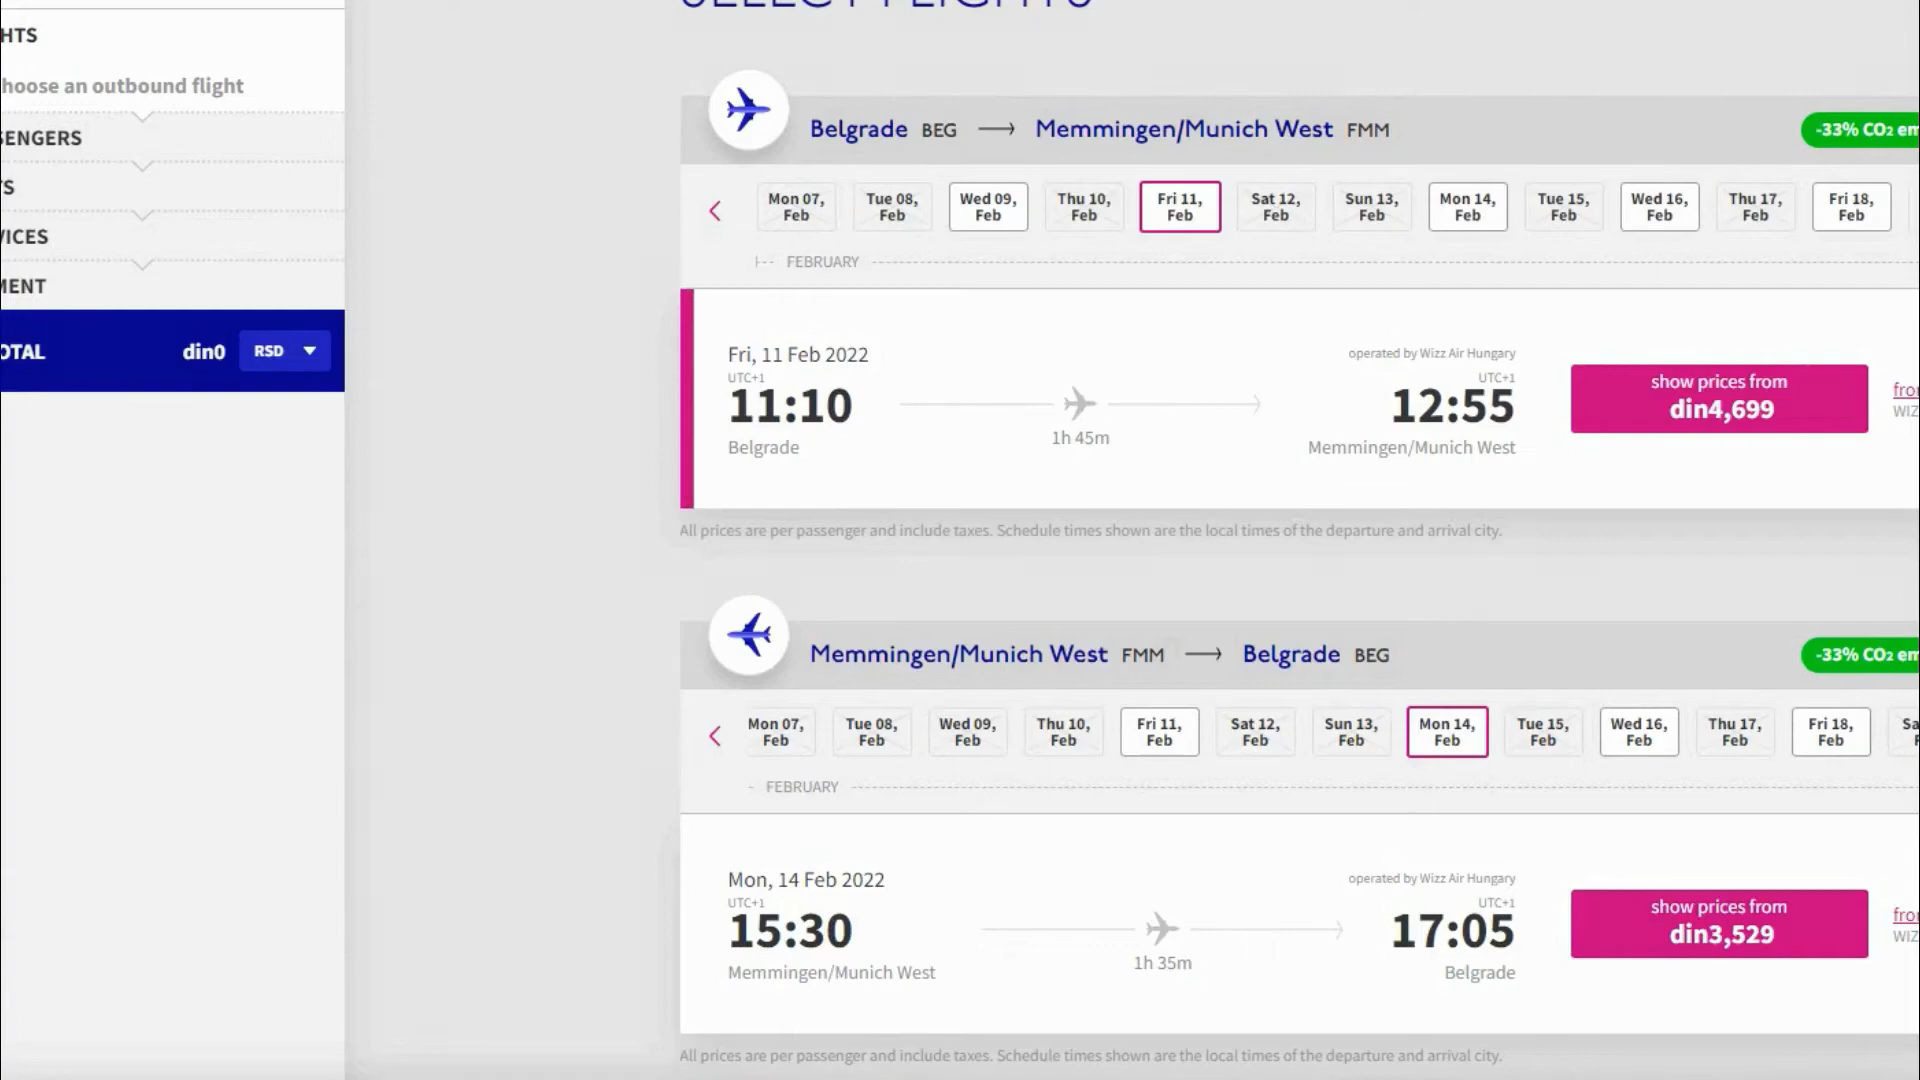 SELECT FLIGHTS
HTS
hoose an outbound flight
SENGERS
TS
VICES
MENT
OTAL din0 RSD
Belgrade BEG → Memmingen/Munich West FMM -33% CO₂ em
Mon 07, Feb Tue 08, Feb Wed 09, Feb Thu 10, Feb Fri 11, Feb Sat 12, Feb Sun 13, Feb Mon 14, Feb Tue 15, Feb Wed 16, Feb Thu 17, Feb Fri 18, Feb
FEBRUARY
Fri, 11 Feb 2022 operated by Wizz Air Hungary
UTC+1 UTC+1
11:10 12:55
1h 45m
Belgrade Memmingen/Munich West
show prices from
din4,699
fro
WIZ
All prices are per passenger and include taxes. Schedule times shown are the local times of the departure and arrival city.
Memmingen/Munich West FMM → Belgrade BEG -33% CO₂ em
Mon 07, Feb Tue 08, Feb Wed 09, Feb Thu 10, Feb Fri 11, Feb Sat 12, Feb Sun 13, Feb Mon 14, Feb Tue 15, Feb Wed 16, Feb Thu 17, Feb Fri 18, Feb Sa
FEBRUARY
Mon, 14 Feb 2022 operated by Wizz Air Hungary
UTC+1 UTC+1
15:30 17:05
1h 35m
Memmingen/Munich West Belgrade
show prices from
din3,529
fro
WIZ
All prices are per passenger and include taxes. Schedule times shown are the local times of the departure and arrival city.